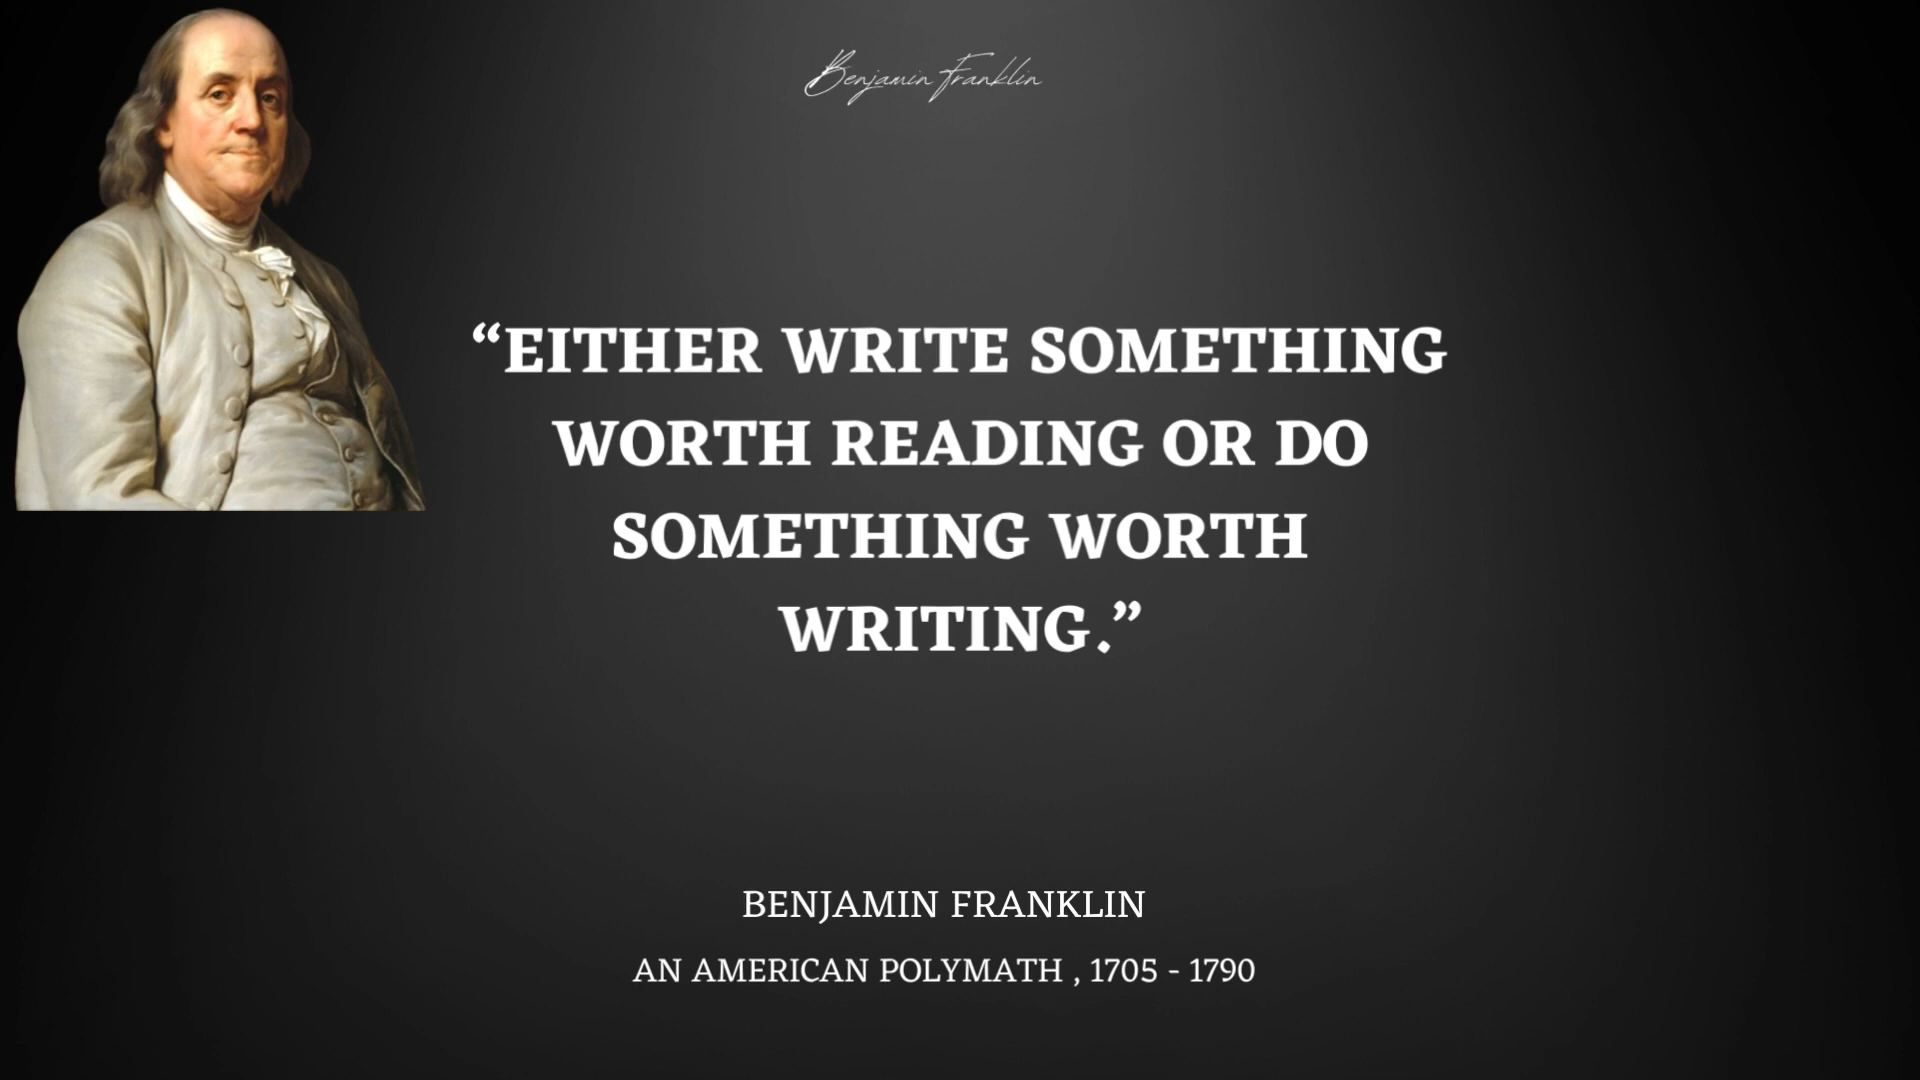 Benjamin Franklin
“EITHER WRITE SOMETHING
WORTH READING OR DO
SOMETHING WORTH
WRITING.”
BENJAMIN FRANKLIN
AN AMERICAN POLYMATH , 1705 - 1790